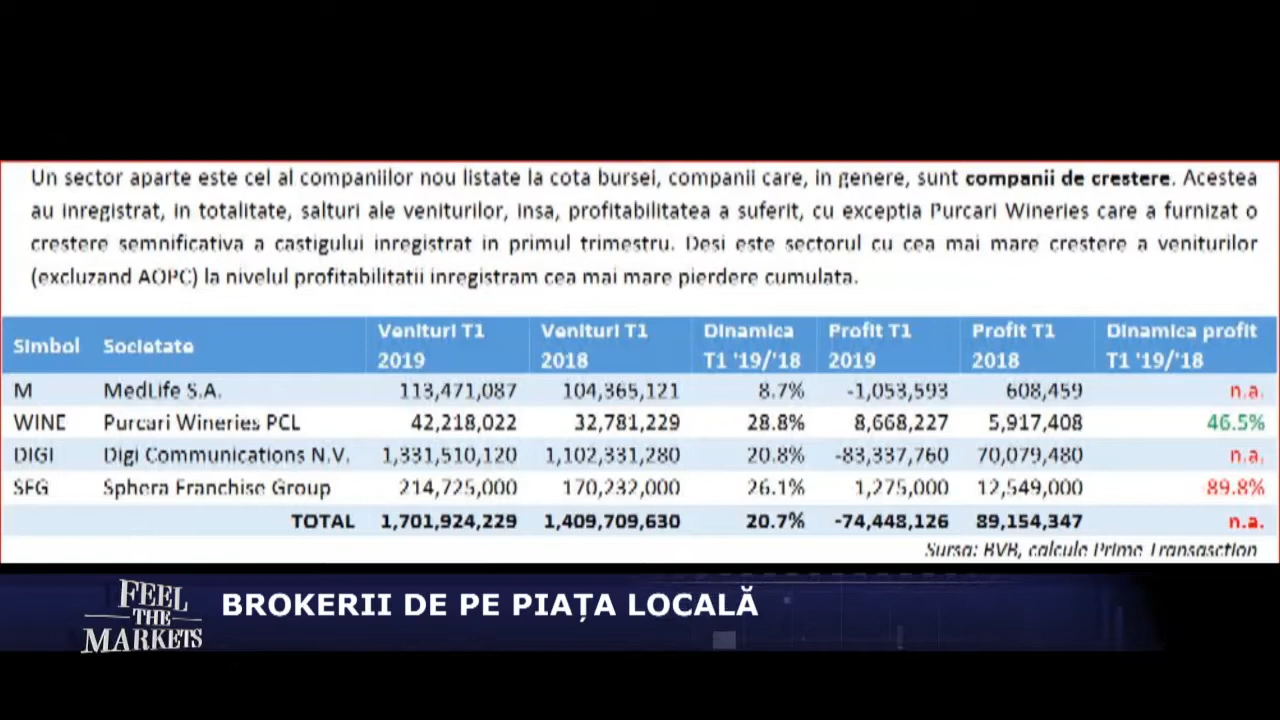 Un sector aparte este cel al companiilor nou listate la cota bursei, companii care, in genere, sunt companii de crestere. Acestea
au inregistrat, in totalitate, salturi ale veniturilor, insa, profitabilitatea a suferit, cu exceptia Purcari Wineries care a furnizat o
crestere semnificativa a castigului inregistrat in primul trimestru. Desi este sectorul cu cea mai mare crestere a veniturilor
(excluzand AOPC) la nivelul profitabilitatii inregistram cea mai mare pierdere cumulata.
Simbol Societate Venituri T1 2019 Venituri T1 2018 Dinamica T1 '19/'18 Profit T1 2019 Profit T1 2018 Dinamica profit T1 '19/'18
M MedLife S.A. 113,471,087 104,365,121 8.7% -1,053,593 608,459 n.a.
WINE Purcari Wineries PCL 42,218,022 32,781,229 28.8% 8,668,227 5,917,408 46.5%
DIGI Digi Communications N.V. 1,331,510,120 1,102,331,280 20.8% -83,337,760 70,079,480 n.a.
SFG Sphera Franchise Group 214,725,000 170,232,000 26.1% 1,275,000 12,549,000 -89.8%
TOTAL 1,701,924,229 1,409,709,630 20.7% -74,448,126 89,154,347 n.a.
Sursa: BVB, calcule Prime Transasction
FEEL
THE
MARKETS
BROKERII DE PE PIAȚA LOCALĂ